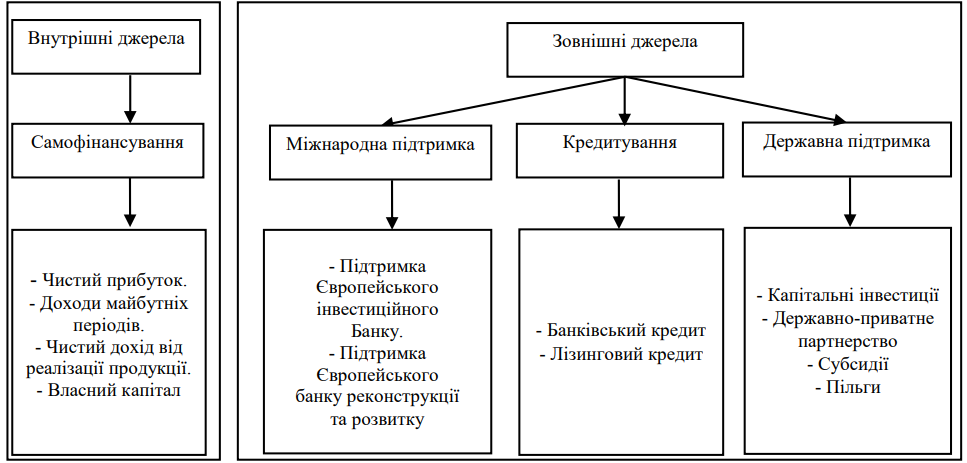 Внутрішні джерела
Самофінансування
- Чистий прибуток.
- Доходи майбутніх
періодів.
- Чистий дохід від
реалізації продукції.
- Власний капітал
Зовнішні джерела
Міжнародна підтримка
Кредитування
Державна підтримка
- Підтримка
Європейського
інвестиційного
Банку.
- Підтримка
Європейського
банку реконструкції
та розвитку
- Банківський кредит
- Лізинговий кредит
- Капітальні інвестиції
- Державно-приватне
партнерство
- Субсидії
- Пільги